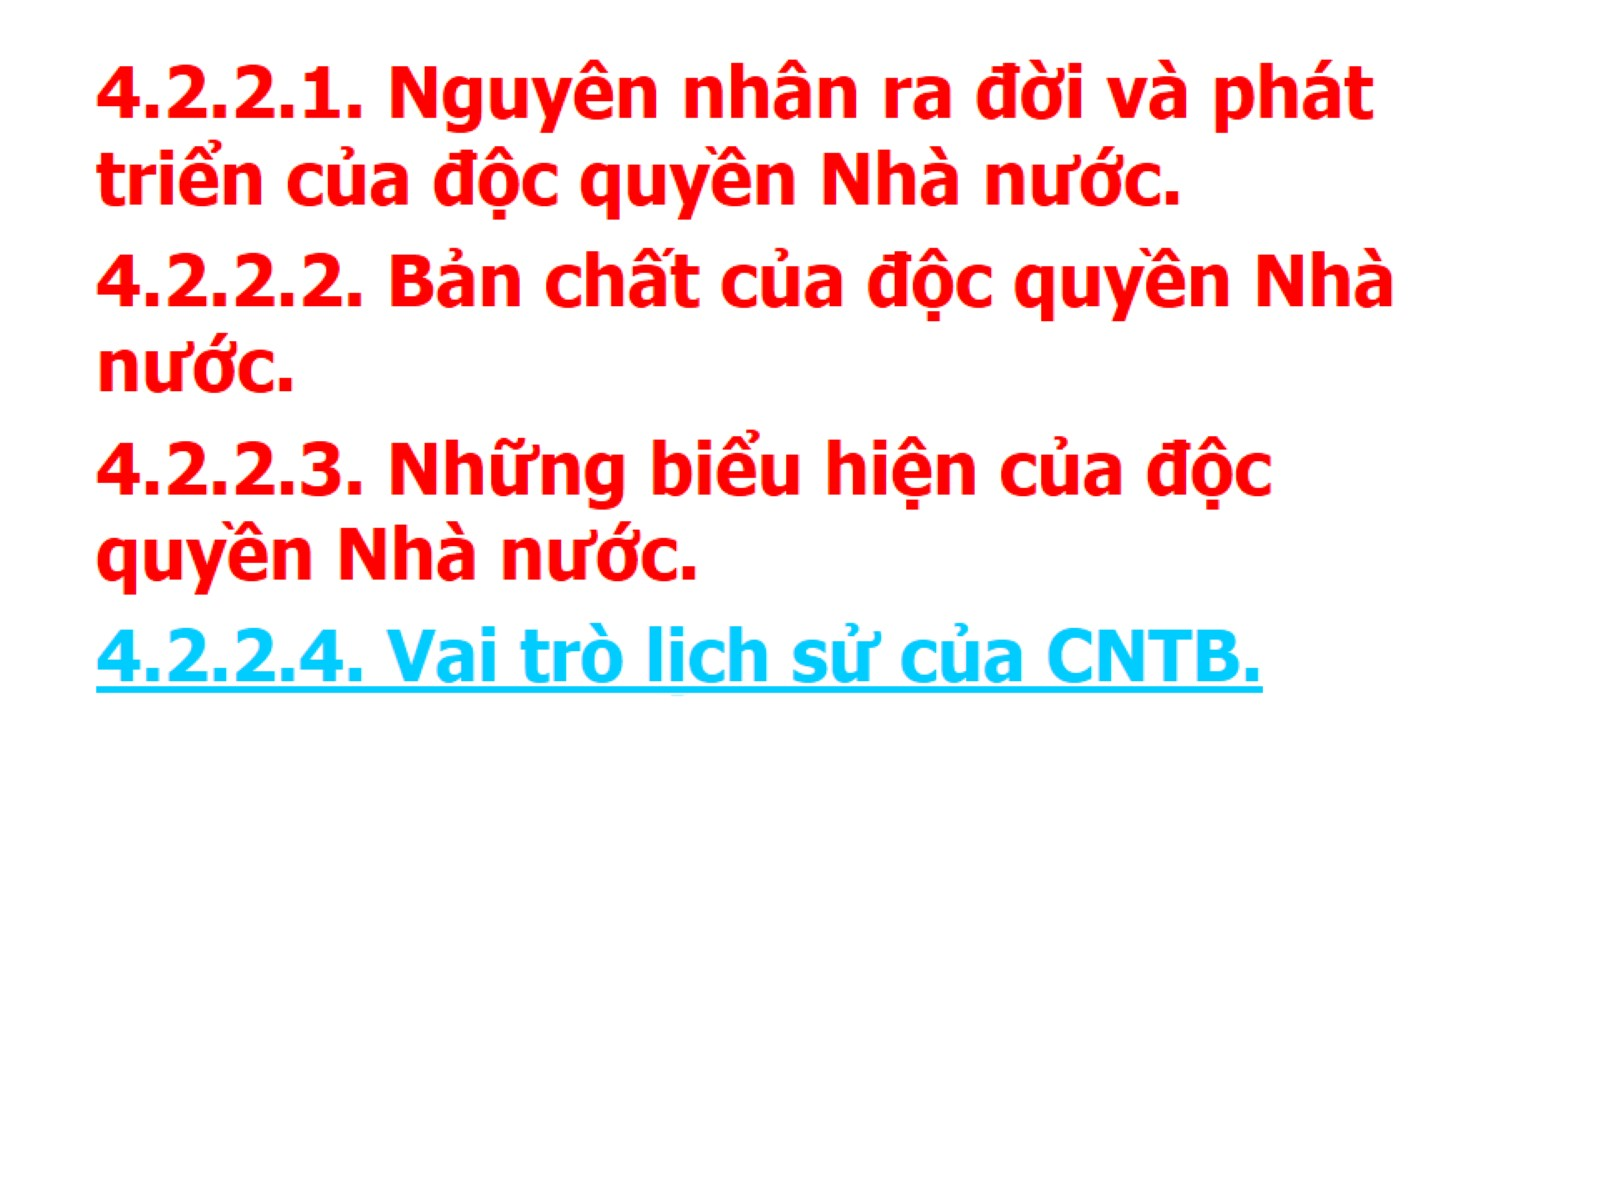 4.2.2.1. Nguyên nhân ra đời và phát
triển của độc quyền Nhà nước.
4.2.2.2. Bản chất của độc quyền Nhà
nước.
4.2.2.3. Những biểu hiện của độc
quyền Nhà nước.
4.2.2.4. Vai trò lịch sử của CNTB.